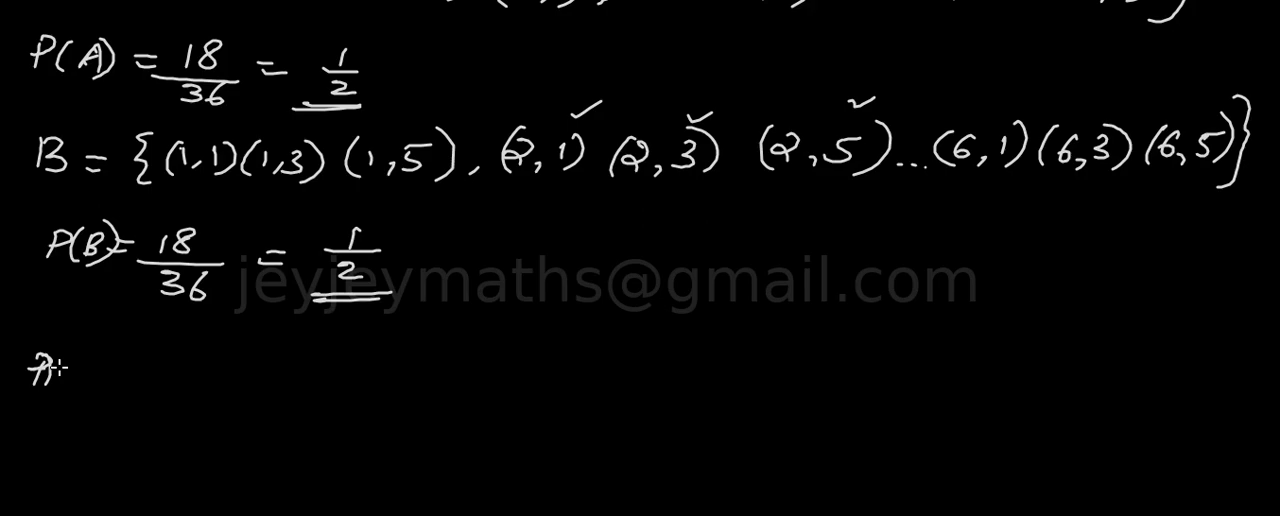 P(A) = 18/36 = 1/2
B = {(1,1)(1,3)(1,5), (2,1) (2,3) (2,5)...(6,1)(6,3)(6,5)}
P(B) = 18/36 = 1/2
jeyjeymaths@gmail.com
A